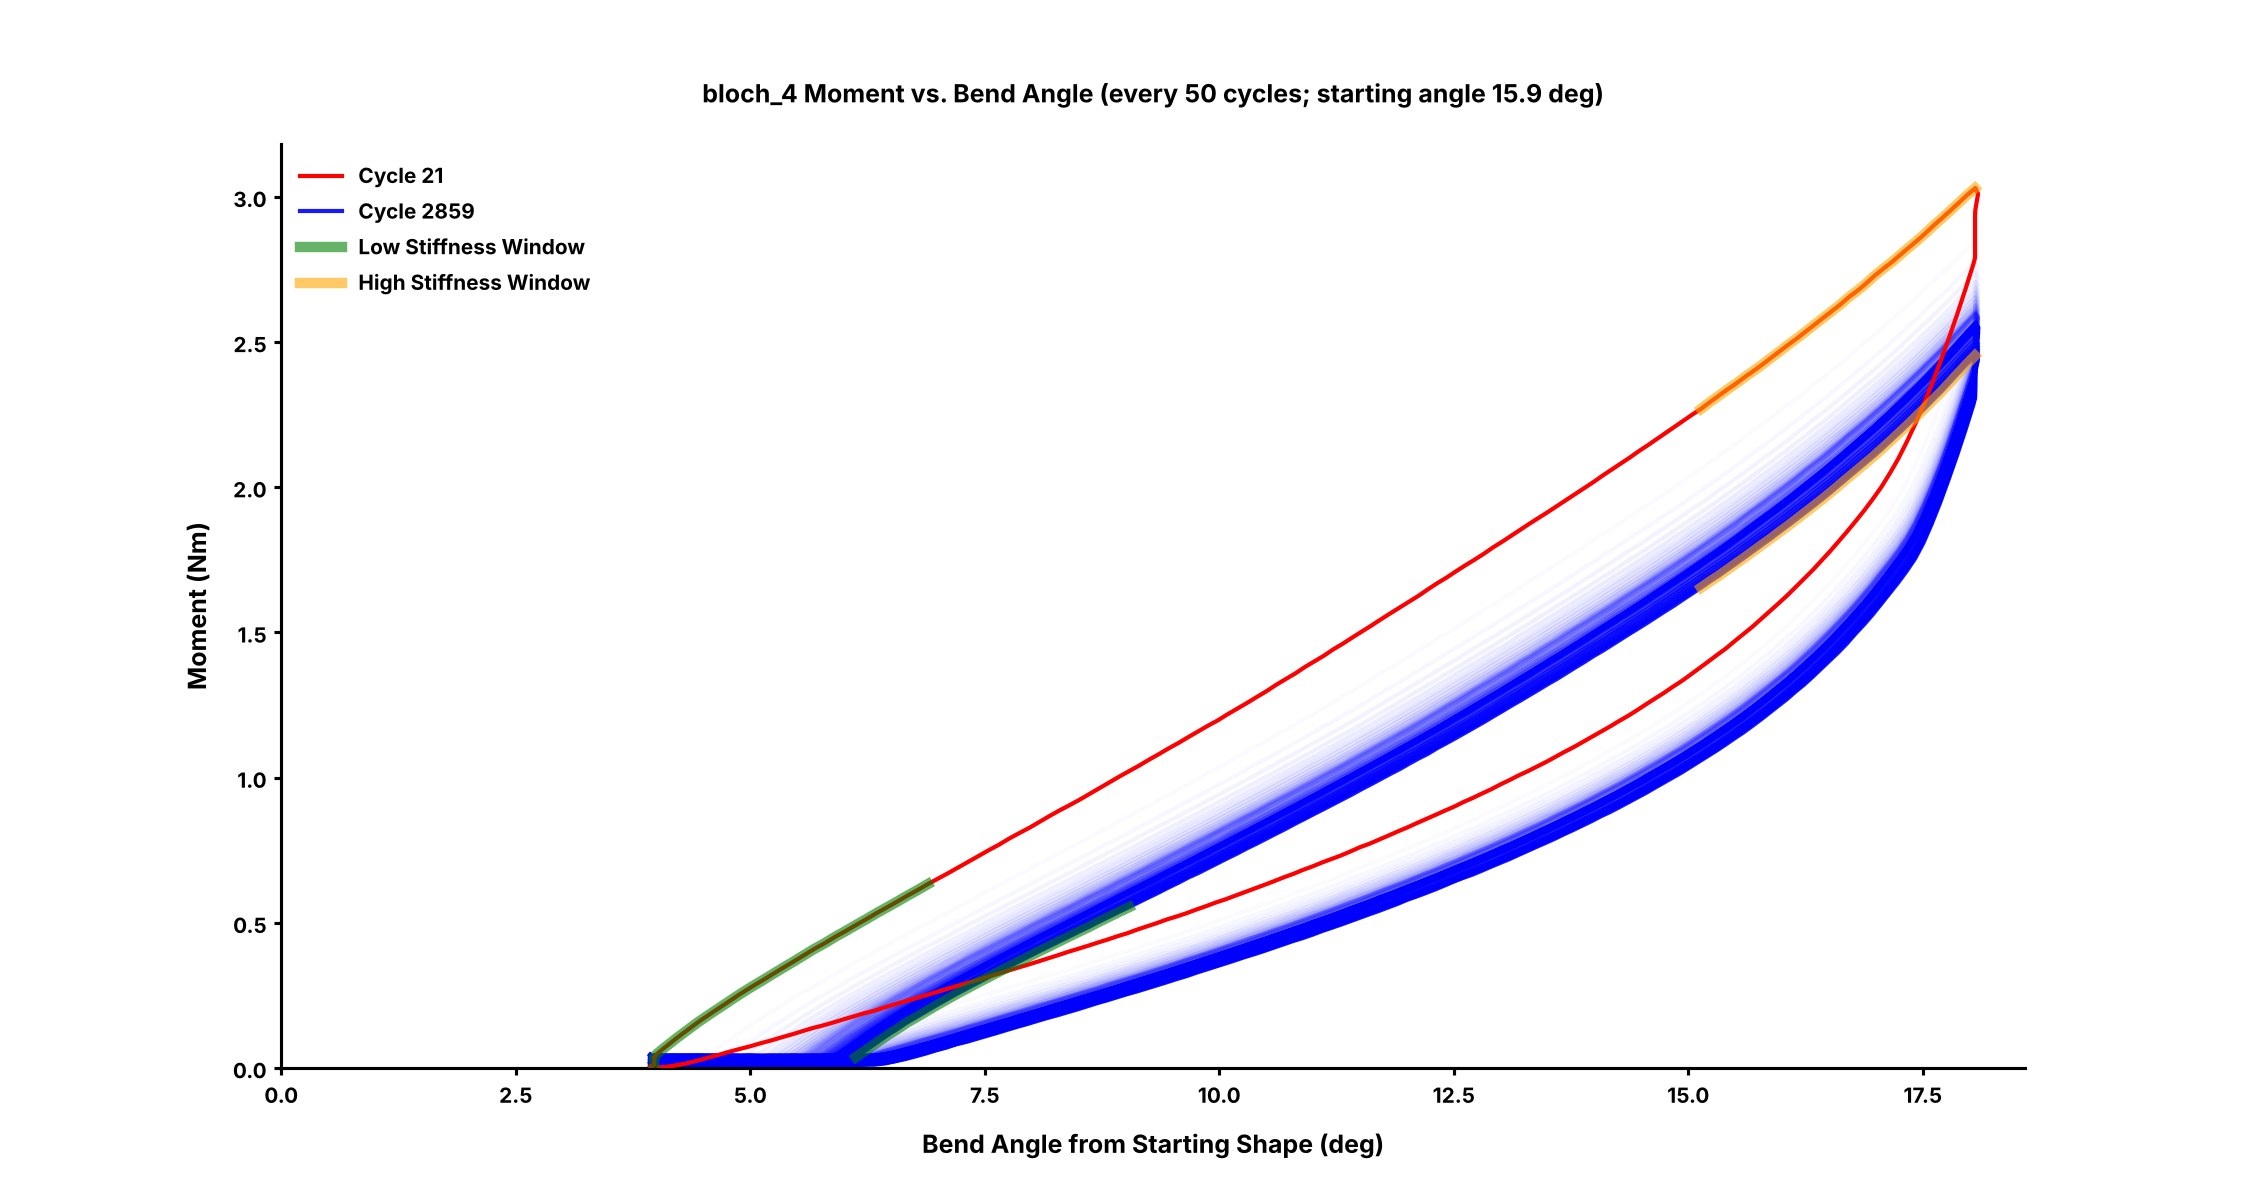 bloch_4 Moment vs. Bend Angle (every 50 cycles; starting angle 15.9 deg)
Cycle 21
Cycle 2859
Low Stiffness Window
High Stiffness Window
3.0
2.5
2.0
1.5
1.0
0.5
0.0
Moment (Nm)
0.0 2.5 5.0 7.5 10.0 12.5 15.0 17.5
Bend Angle from Starting Shape (deg)